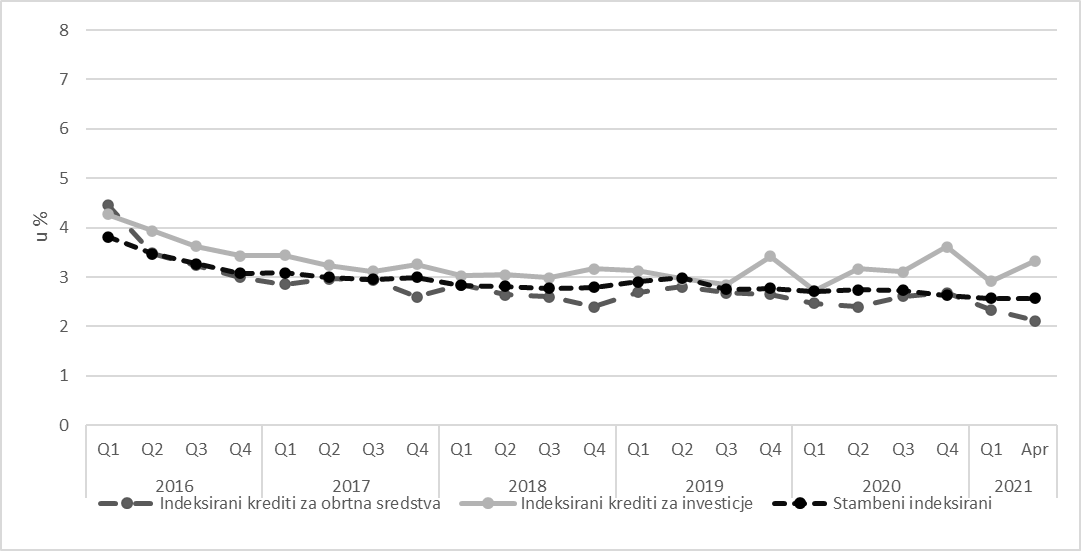 8
7
6
5
4
3
2
1
0
u %
Q1 Q2 Q3 Q4 Q1 Q2 Q3 Q4 Q1 Q2 Q3 Q4 Q1 Q2 Q3 Q4 Q1 Q2 Q3 Q4 Q1 Apr
2016 2017 2018 2019 2020 2021
Indeksirani krediti za obrtna sredstva Indeksirani krediti za investicje Stambeni indeksirani